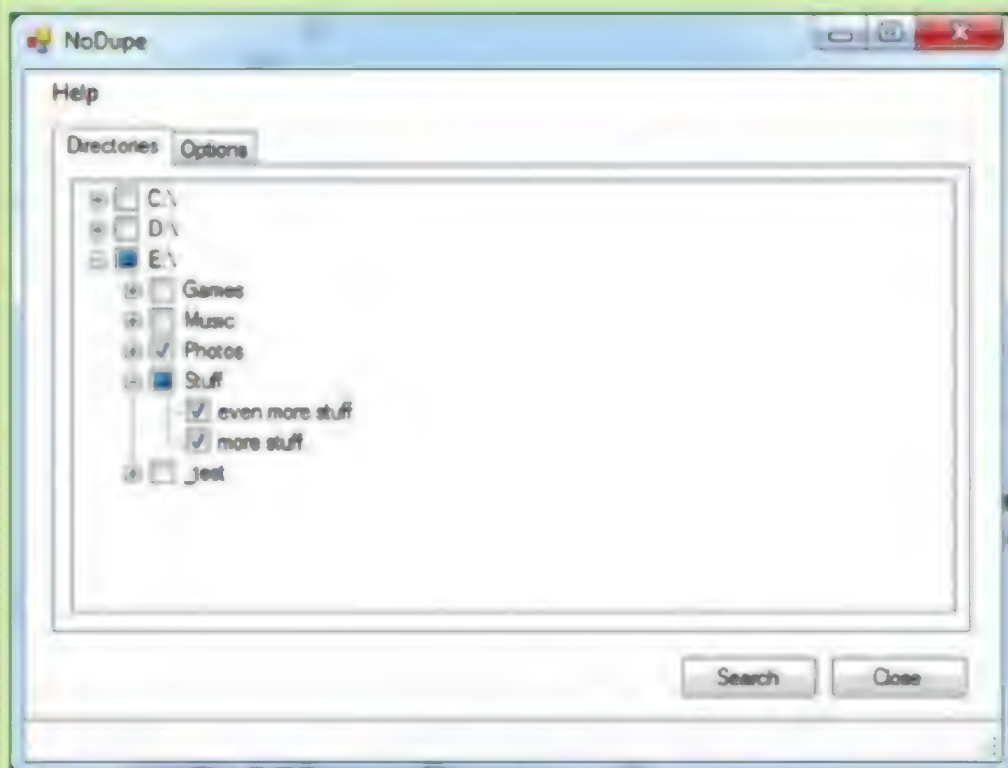 NoDupe
Help
Directories Options
C:\
D:\
E:\
Games
Music
Photos
Stuff
even more stuff
more stuff
_test
Search Close